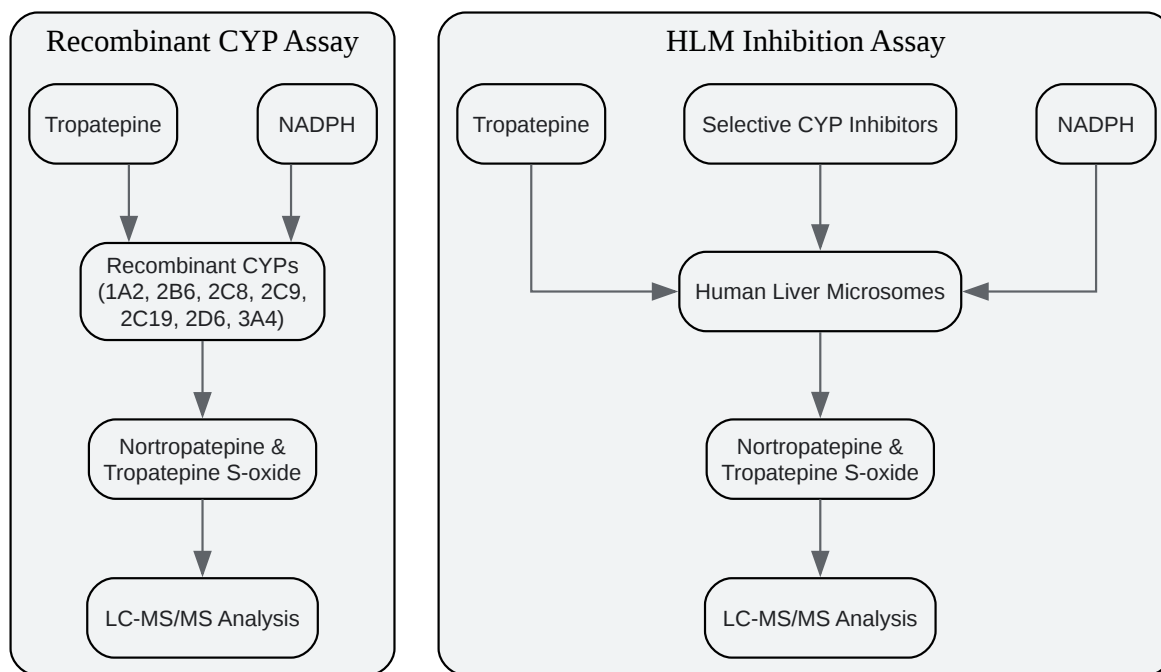 Recombinant CYP Assay
Tropatepine
NADPH
Recombinant CYPs
(1A2, 2B6, 2C8, 2C9,
2C19, 2D6, 3A4)
Nortropatepine &
Tropatepine S-oxide
LC-MS/MS Analysis
HLM Inhibition Assay
Tropatepine
Selective CYP Inhibitors
NADPH
Human Liver Microsomes
Nortropatepine &
Tropatepine S-oxide
LC-MS/MS Analysis